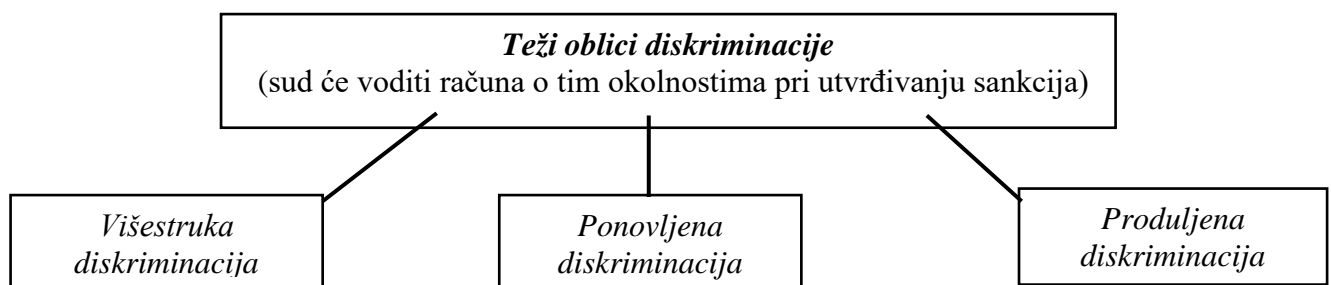 Teži oblici diskriminacije
(sud će voditi računa o tim okolnostima pri utvrđivanju sankcija)
Višestruka
diskriminacija
Ponovljena
diskriminacija
Produljena
diskriminacija